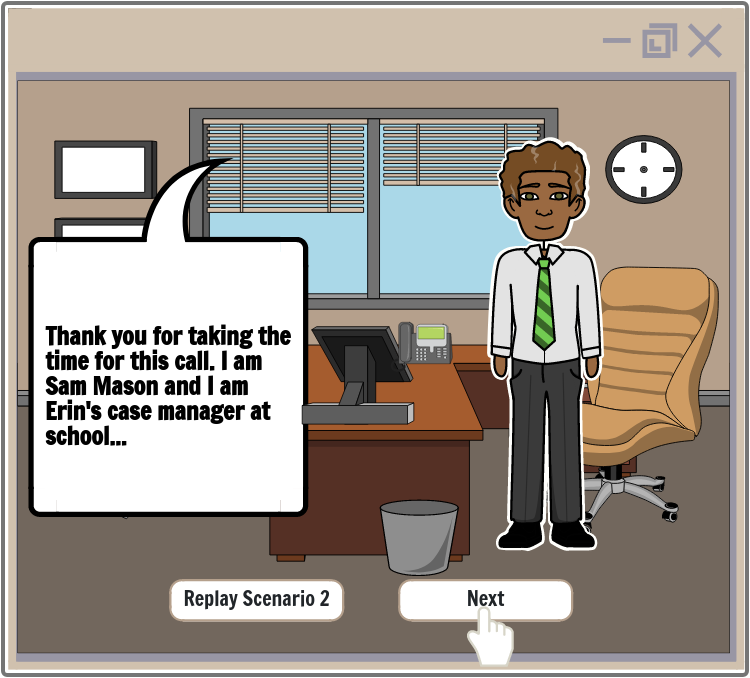 Thank you for taking the
time for this call. I am
Sam Mason and I am
Erin's case manager at
school...
Replay Scenario 2
Next